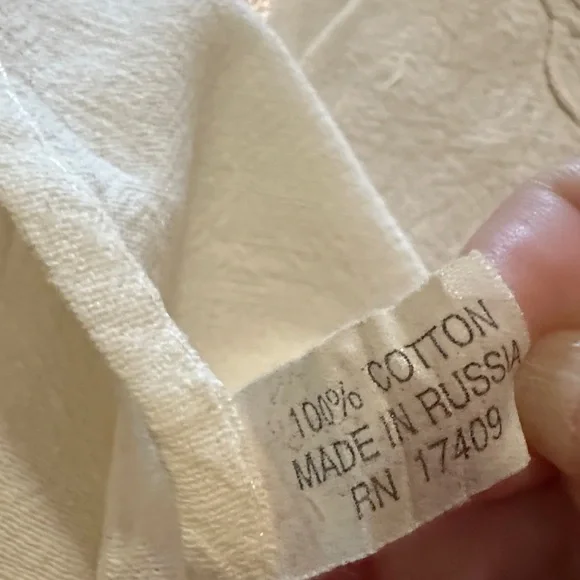 100% COTTON
MADE IN RUSSIA
RN 17409